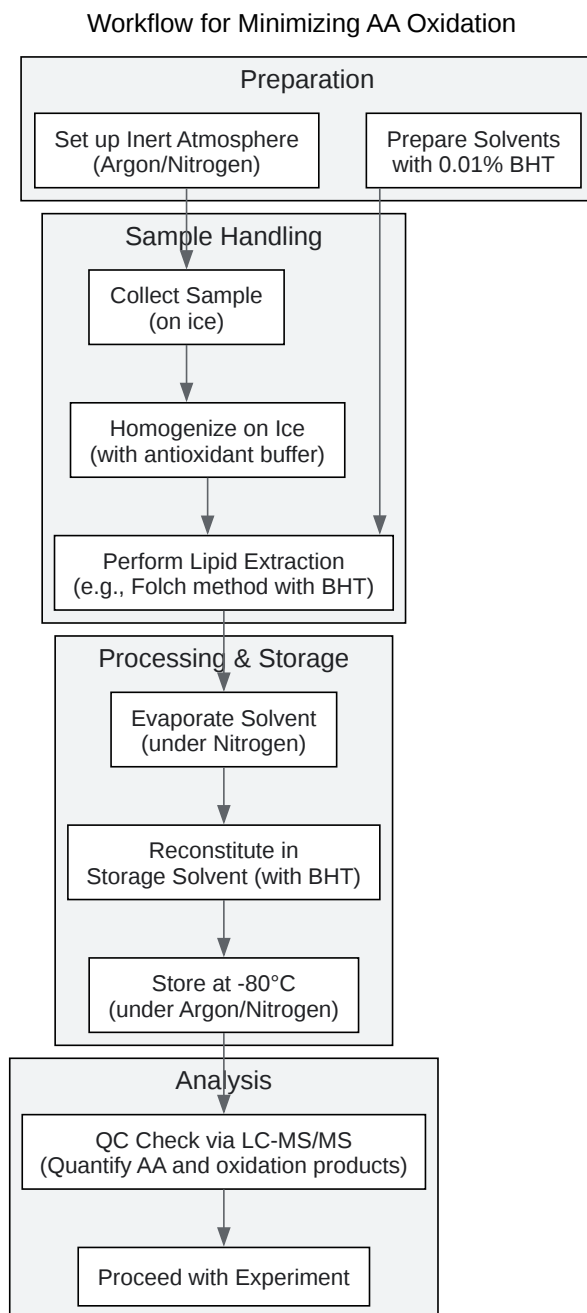 Workflow for Minimizing AA Oxidation
Preparation
Set up Inert Atmosphere
(Argon/Nitrogen)
Prepare Solvents
with 0.01% BHT
Sample Handling
Collect Sample
(on ice)
Homogenize on Ice
(with antioxidant buffer)
Perform Lipid Extraction
(e.g., Folch method with BHT)
Processing & Storage
Evaporate Solvent
(under Nitrogen)
Reconstitute in
Storage Solvent (with BHT)
Store at -80°C
(under Argon/Nitrogen)
Analysis
QC Check via LC-MS/MS
(Quantify AA and oxidation products)
Proceed with Experiment